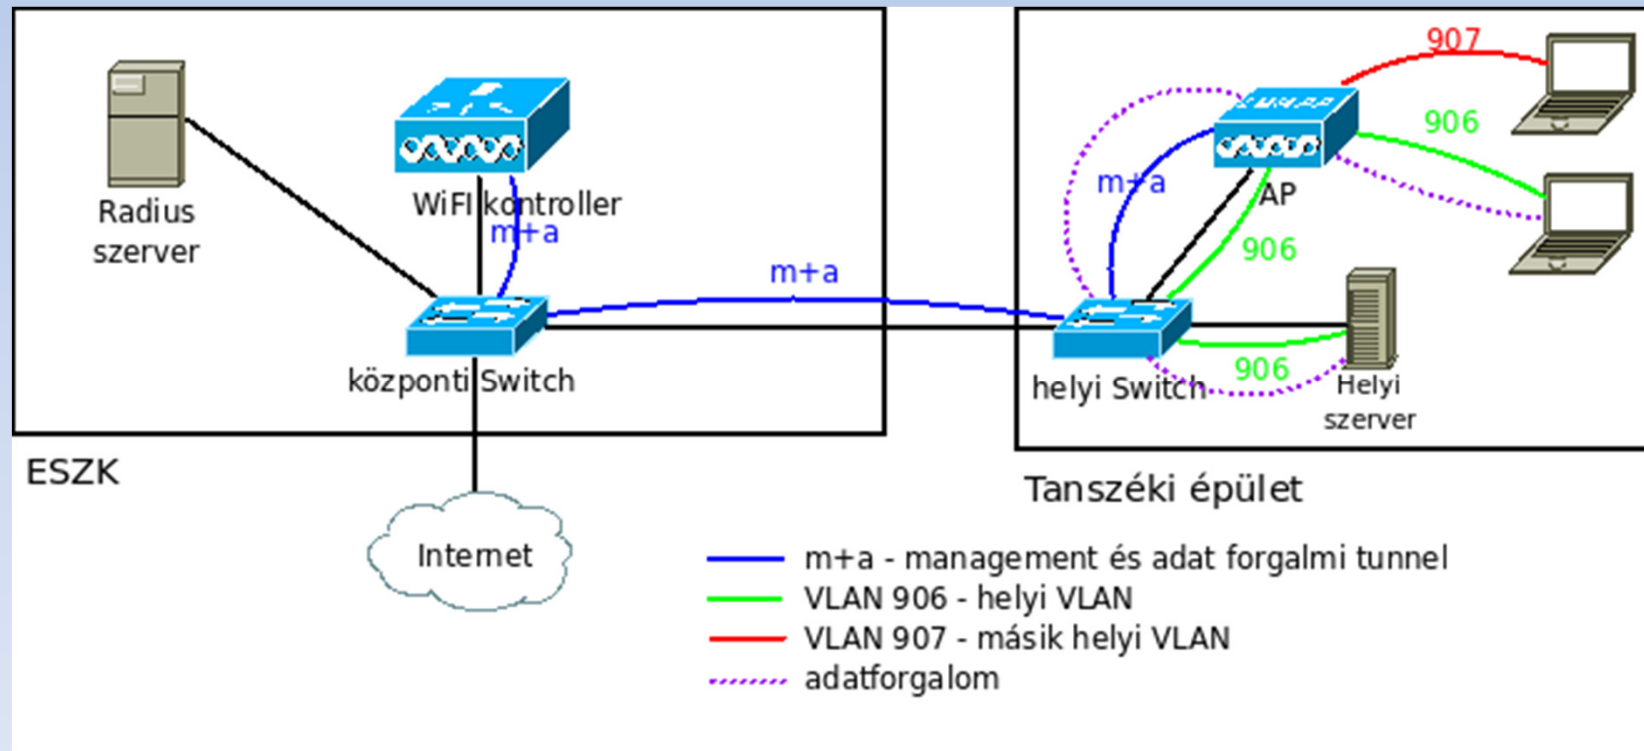 907
906
m+a
AP
Radius
szerver
WiFI kontroller
m+a
906
m+a
906
központi Switch
helyi Switch
Helyi
szerver
ESZK
Tanszéki épület
Internet
m+a - management és adat forgalmi tunnel
VLAN 906 - helyi VLAN
VLAN 907 - másik helyi VLAN
adatforgalom